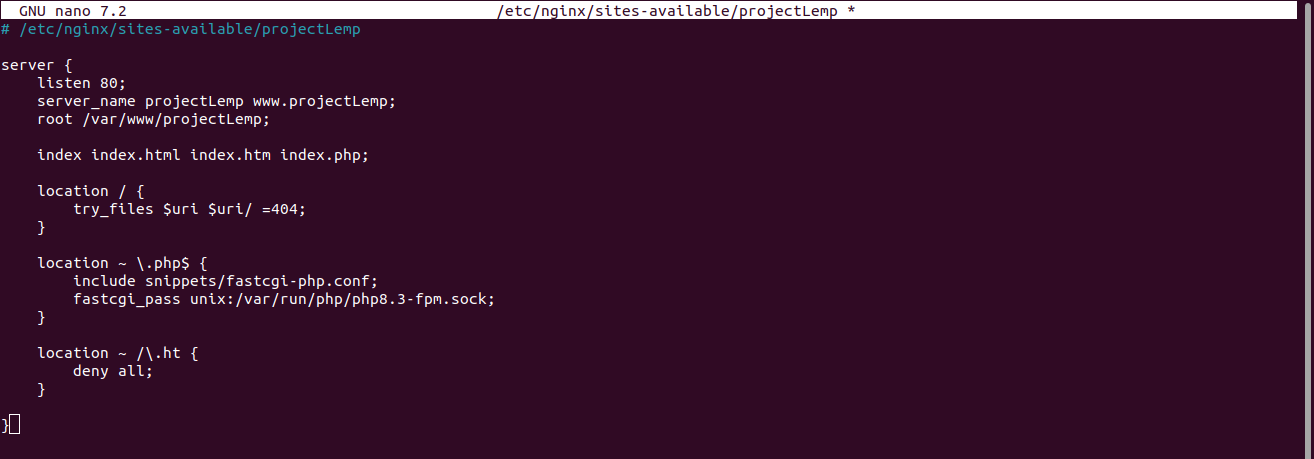 GNU nano 7.2 /etc/nginx/sites-available/projectLemp *
# /etc/nginx/sites-available/projectLemp
server {
    listen 80;
    server_name projectLemp www.projectLemp;
    root /var/www/projectLemp;
    index index.html index.htm index.php;
    location / {
        try_files $uri $uri/ =404;
    }
    location ~ \.php$ {
        include snippets/fastcgi-php.conf;
        fastcgi_pass unix:/var/run/php/php8.3-fpm.sock;
    }
    location ~ /\.ht {
        deny all;
    }
}